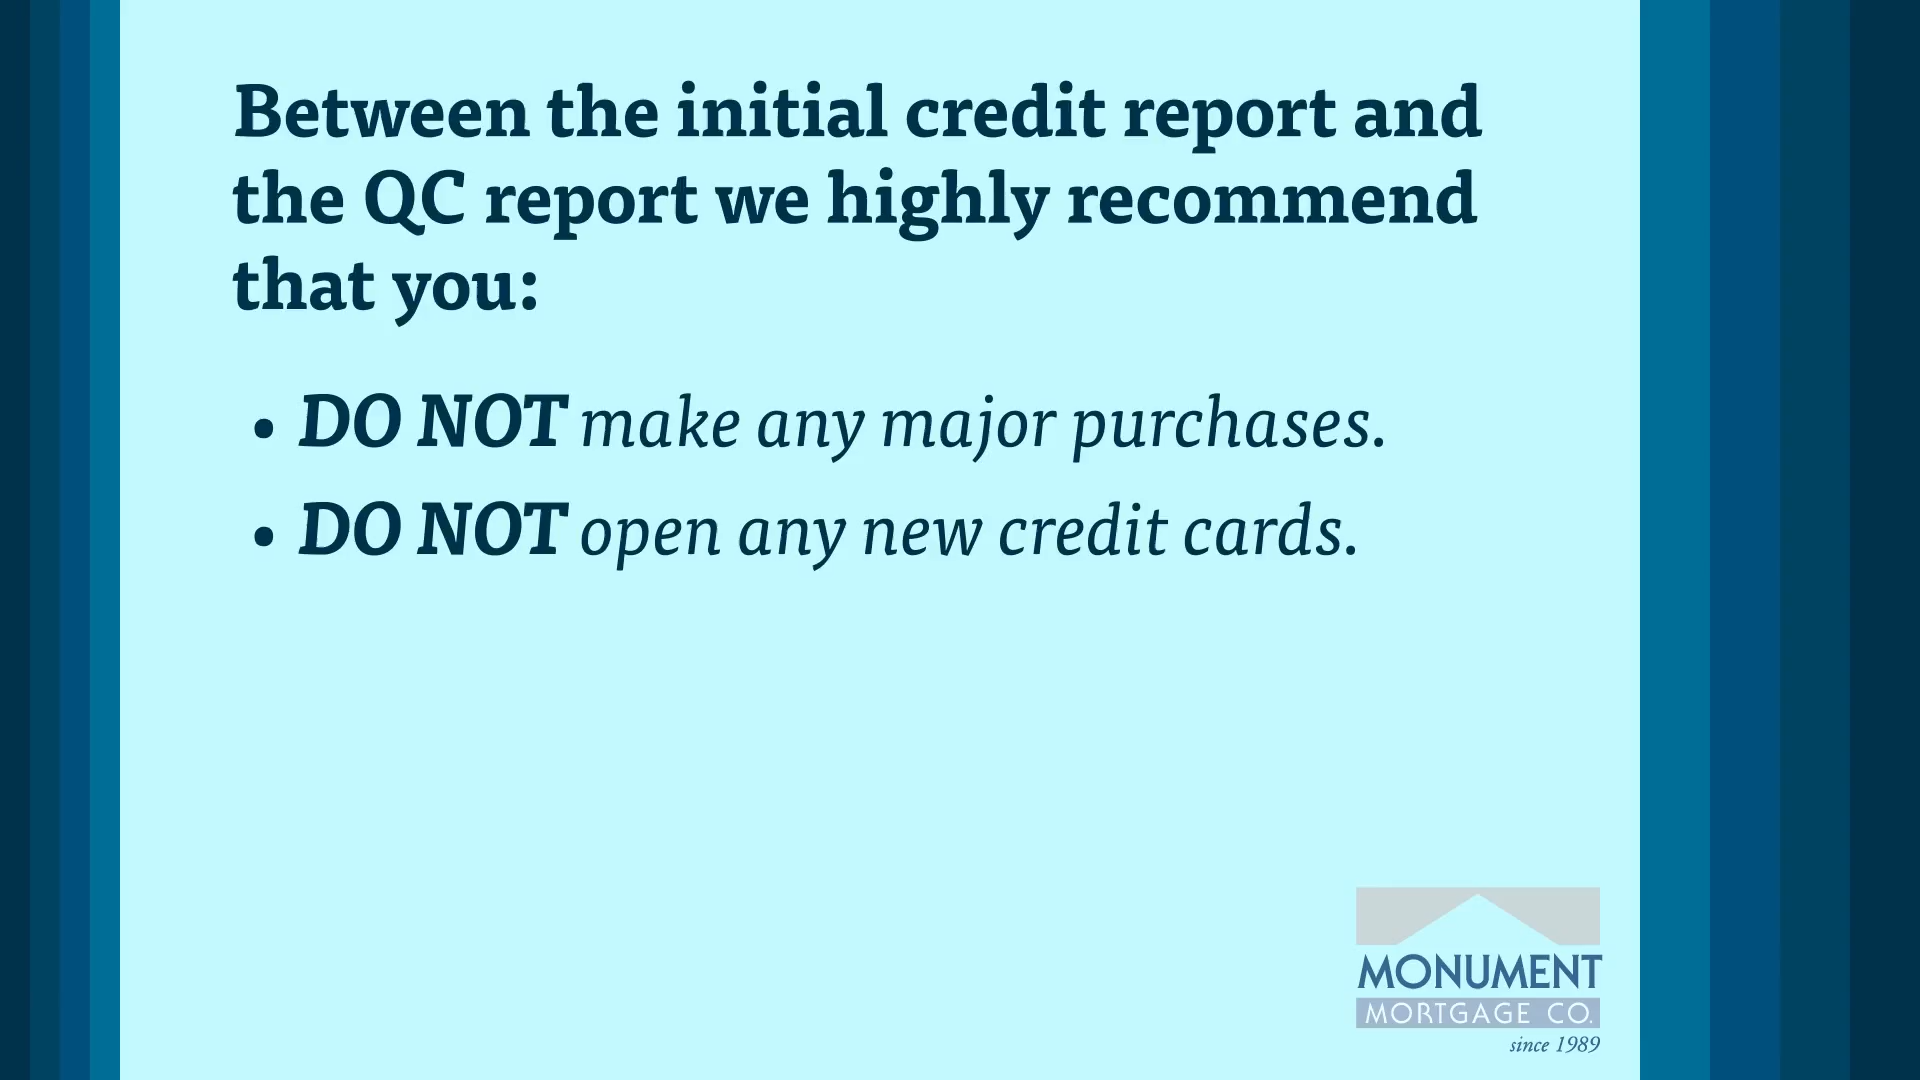 Between the initial credit report and
the QC report we highly recommend
that you:
• DO NOT make any major purchases.
• DO NOT open any new credit cards.
MONUMENT
MORTGAGE CO.
since 1989